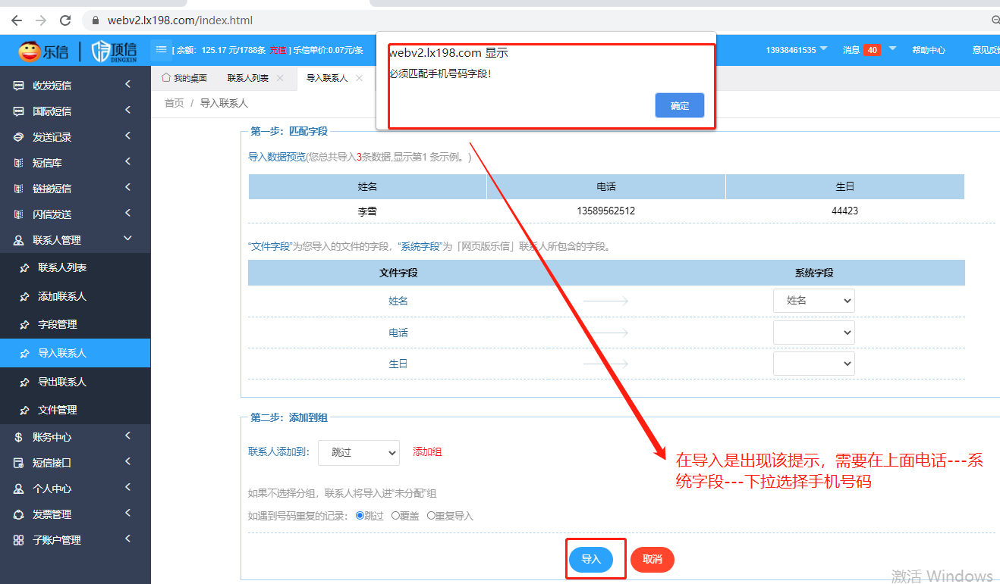 webv2.lx198.com/index.html
乐信 顶信 DINGXIN [ 余额：125.17 元/1788条 充值 ] 乐信单价:0.07元/条 13938461535 消息 40 帮助中心 意见反
webv2.lx198.com 显示
必须匹配手机号码字段！
确定
我的桌面 联系人列表 导入联系人
首页 / 导入联系人
收发短信
国际短信
发送记录
短信库
链接短信
闪信发送
联系人管理
联系人列表
添加联系人
字段管理
导入联系人
导出联系人
文件管理
账务中心
短信接口
个人中心
发票管理
子账户管理
第一步：匹配字段
导入数据预览(您总共导入3条数据,显示第1 条示例。)
姓名 电话 生日
李雪 13589562512 44423
“文件字段”为您导入的文件的字段，“系统字段”为「网页版乐信」联系人所包含的字段。
文件字段 系统字段
姓名 姓名
电话
生日
第二步：添加到组
联系人添加到： 跳过 添加组
在导入是出现该提示，需要在上面电话---系
统字段---下拉选择手机号码
如果不选择分组，联系人将导入进“未分配”组
如遇到号码重复的记录： 跳过 覆盖 重复导入
导入 取消
激活 Windows